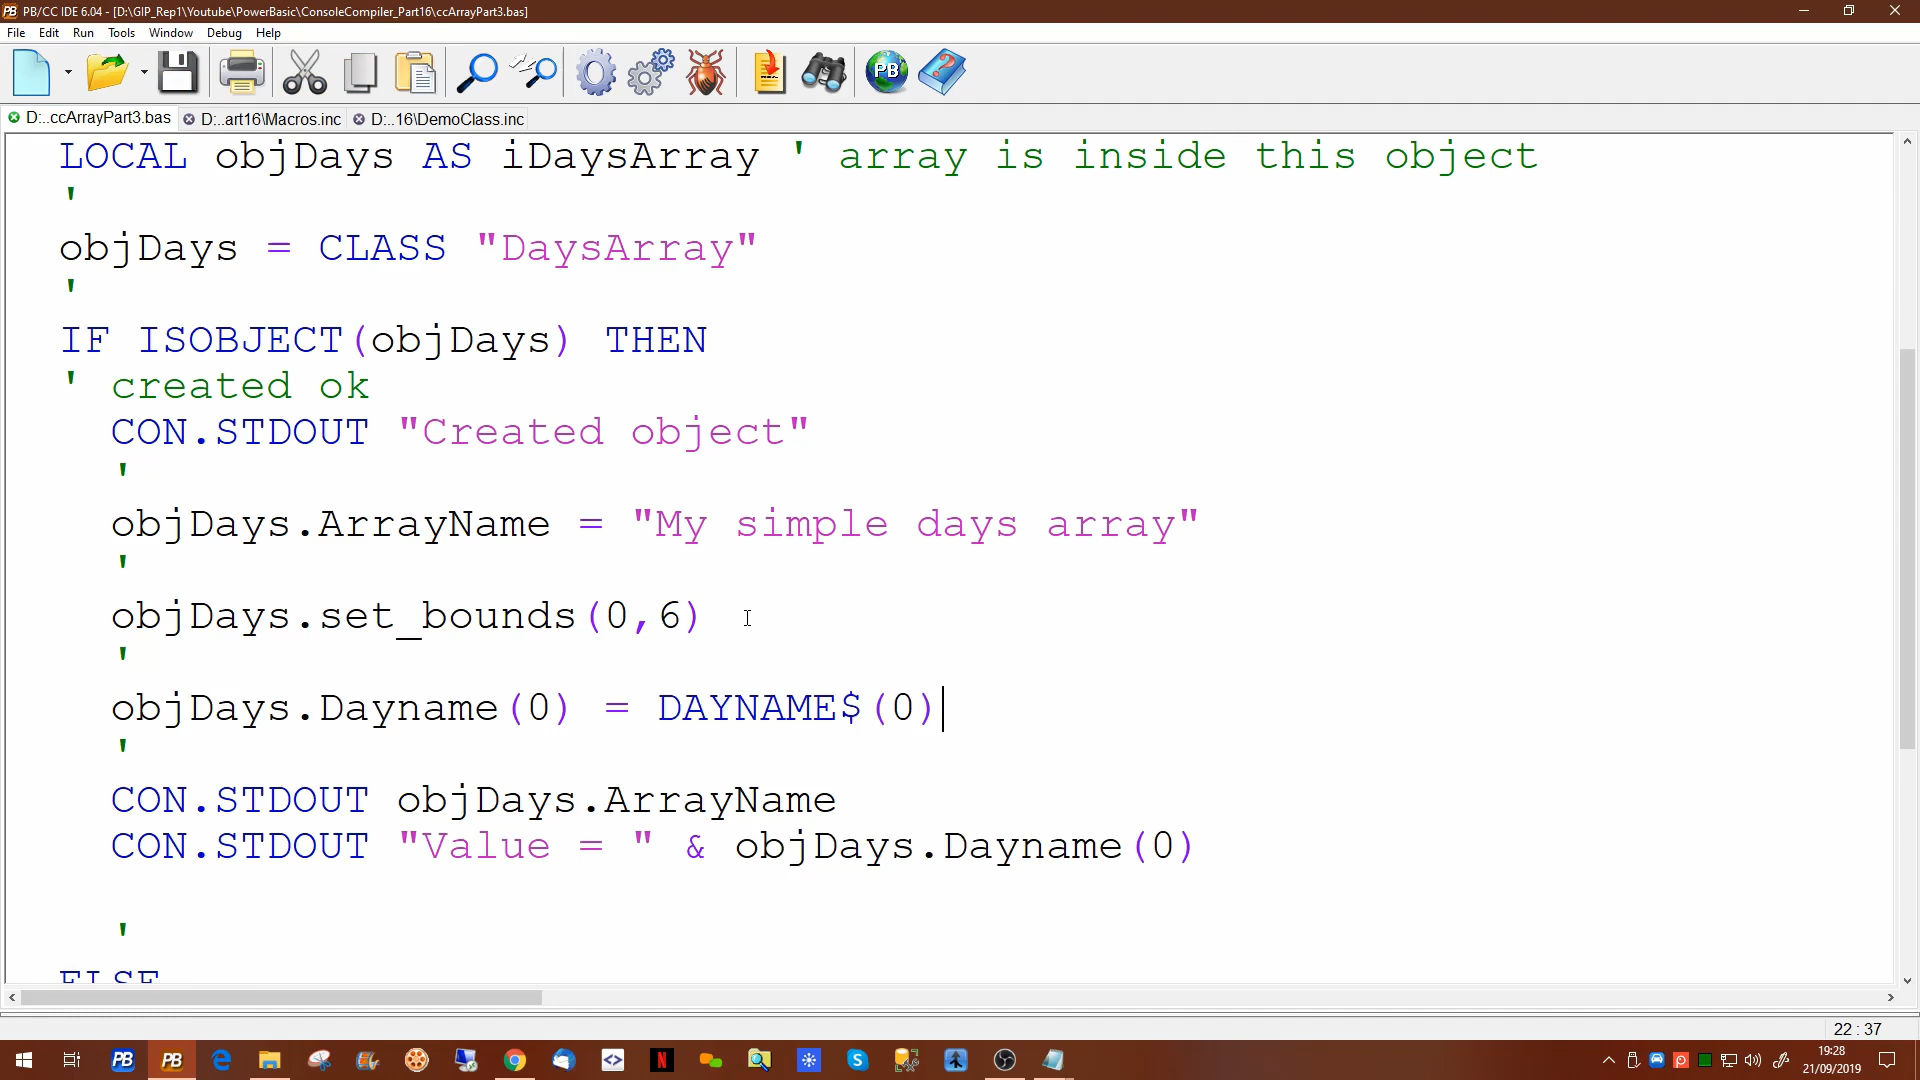 PB/CC IDE 6.04 - [D:\GIP_Rep1\Youtube\PowerBasic\ConsoleCompiler_Part16\ccArrayPart3.bas]
File Edit Run Tools Window Debug Help
PB
D:..ccArrayPart3.bas D:..art16\Macros.inc D:..16\DemoClass.inc
LOCAL objDays AS iDaysArray ' array is inside this object
'
objDays = CLASS "DaysArray"
'
IF ISOBJECT(objDays) THEN
' created ok
CON.STDOUT "Created object"
'
objDays.ArrayName = "My simple days array"
'
objDays.set_bounds(0,6)
'
objDays.Dayname(0) = DAYNAME$(0)
'
CON.STDOUT objDays.ArrayName
CON.STDOUT "Value = " & objDays.Dayname(0)
'
ELSE
22 : 37
19:28
21/09/2019